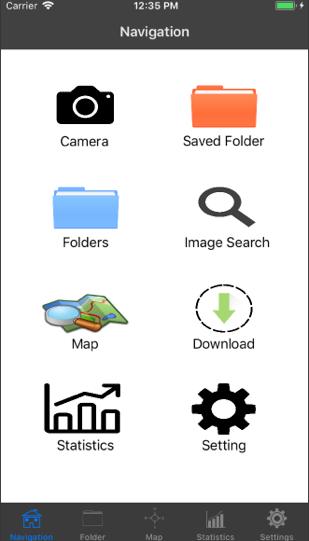 Carrier 12:35 PM
Navigation
Camera Saved Folder
Folders Image Search
Map Download
Statistics Setting
Navigation Folder Map Statistics Settings